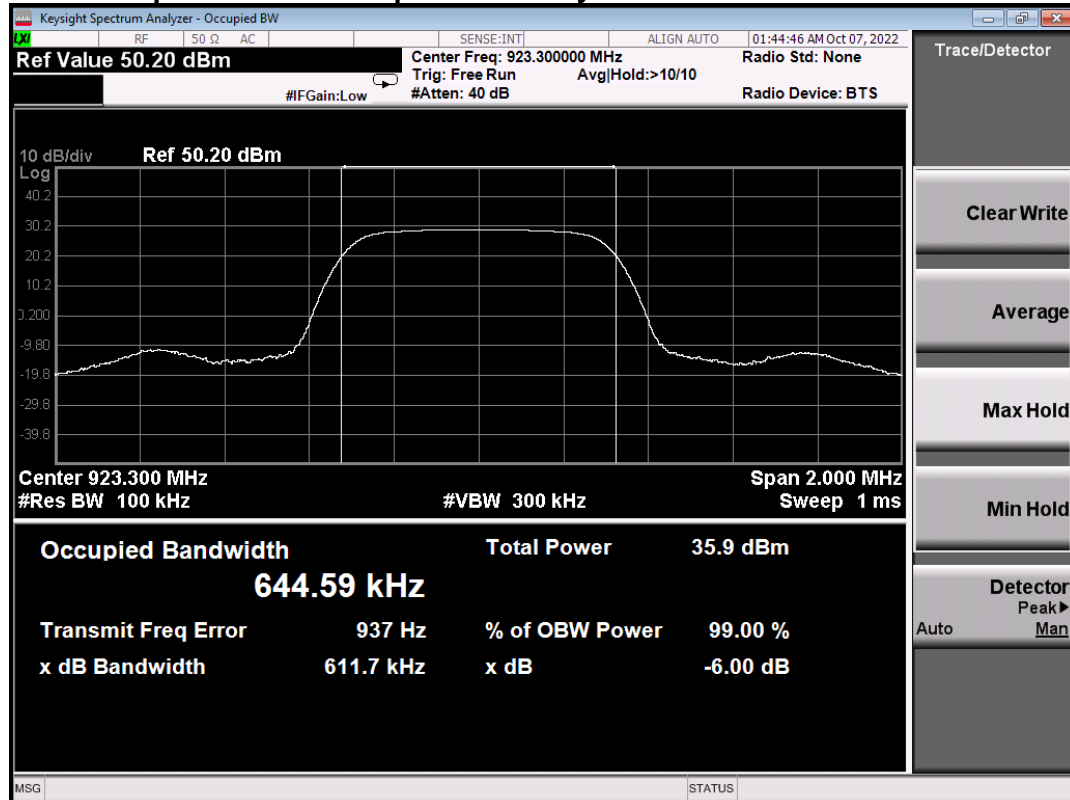 Keysight Spectrum Analyzer - Occupied BW
LXI RF 50 Ω AC SENSE:INT ALIGN AUTO 01:44:46 AM Oct 07, 2022
Ref Value 50.20 dBm
Center Freq: 923.300000 MHz
Radio Std: None
Trig: Free Run Avg|Hold:>10/10
#IFGain:Low
#Atten: 40 dB
Radio Device: BTS
10 dB/div Ref 50.20 dBm
Log
40.2
30.2
20.2
10.2
0.200
-9.80
-19.8
-29.8
-39.8
Center 923.300 MHz Span 2.000 MHz
#Res BW 100 kHz #VBW 300 kHz Sweep 1 ms
Occupied Bandwidth Total Power 35.9 dBm
644.59 kHz
Transmit Freq Error 937 Hz % of OBW Power 99.00 %
x dB Bandwidth 611.7 kHz x dB -6.00 dB
MSG STATUS
Trace/Detector
Clear Write
Average
Max Hold
Min Hold
Detector
Peak▶
Auto Man